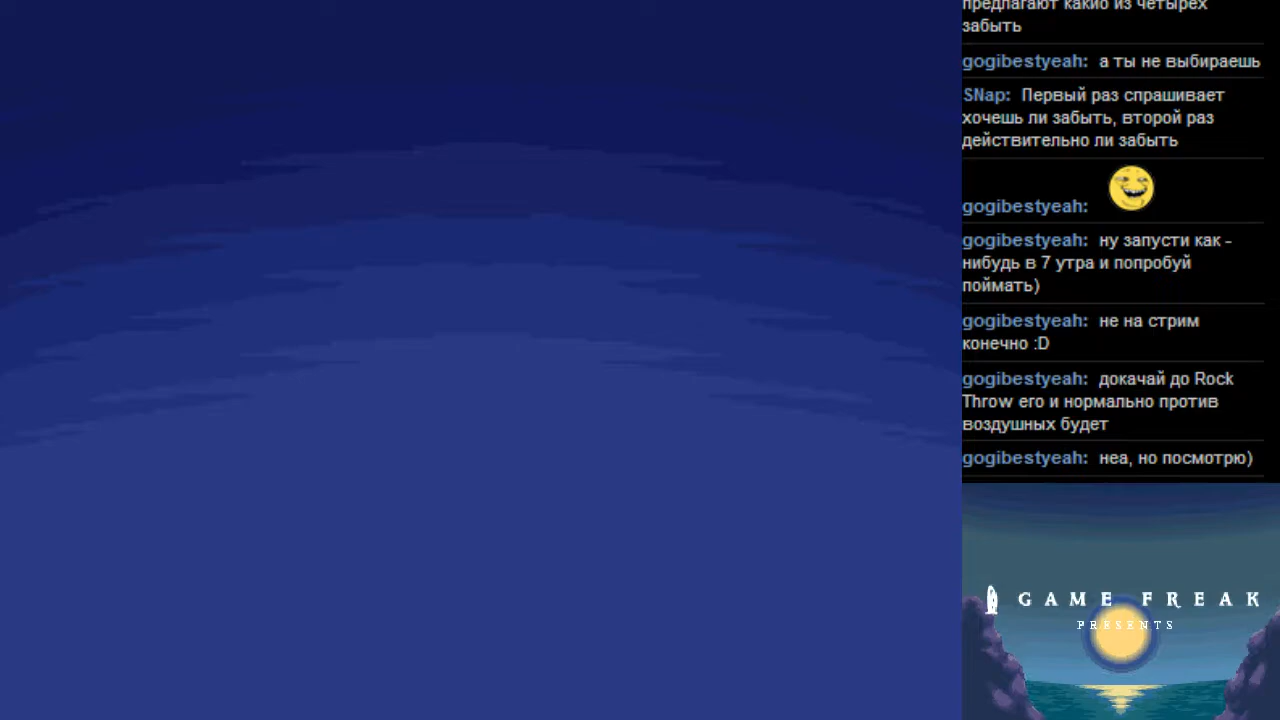 предлагают какио из четырех
забыть
gogibestyeah: а ты не выбираешь
SNap: Первый раз спрашивает
хочешь ли забыть, второй раз
действительно ли забыть
gogibestyeah:
gogibestyeah: ну запусти как -
нибудь в 7 утра и попробуй
поймать)
gogibestyeah: не на стрим
конечно :D
gogibestyeah: докачай до Rock
Throw его и нормально против
воздушных будет
gogibestyeah: неа, но посмотрю)
GAME FREAK
PRESENTS